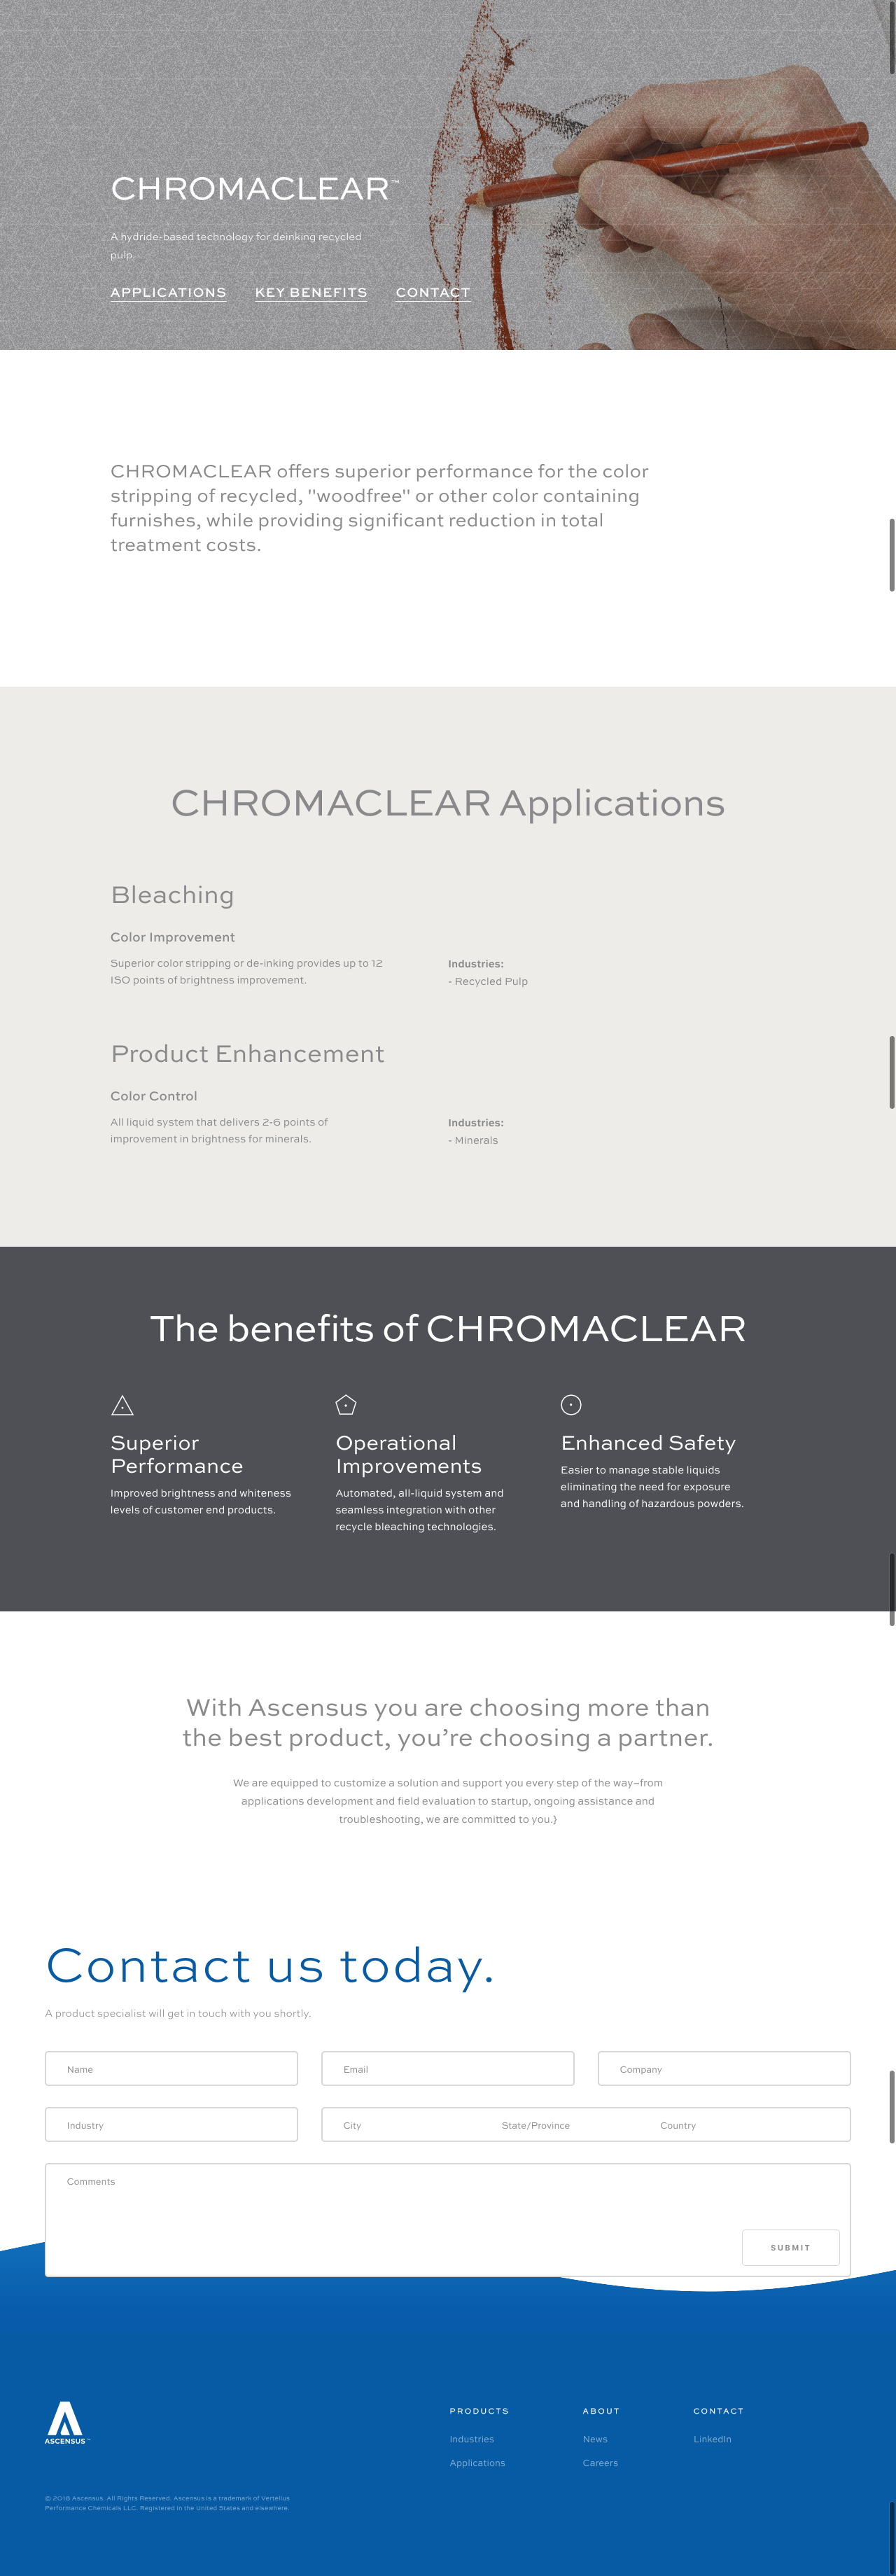 CHROMACLEAR™
A hydride-based technology for deinking recycled
pulp.
APPLICATIONS KEY BENEFITS CONTACT
CHROMACLEAR offers superior performance for the color
stripping of recycled, "woodfree" or other color containing
furnishes, while providing significant reduction in total
treatment costs.
CHROMACLEAR Applications
Bleaching
Color Improvement
Superior color stripping or de-inking provides up to 12
ISO points of brightness improvement.
Industries:
- Recycled Pulp
Product Enhancement
Color Control
All liquid system that delivers 2-6 points of
improvement in brightness for minerals.
Industries:
- Minerals
The benefits of CHROMACLEAR
Superior
Performance
Improved brightness and whiteness
levels of customer end products.
Operational
Improvements
Automated, all-liquid system and
seamless integration with other
recycle bleaching technologies.
Enhanced Safety
Easier to manage stable liquids
eliminating the need for exposure
and handling of hazardous powders.
With Ascensus you are choosing more than
the best product, you’re choosing a partner.
We are equipped to customize a solution and support you every step of the way–from
applications development and field evaluation to startup, ongoing assistance and
troubleshooting, we are committed to you.}
Contact us today.
A product specialist will get in touch with you shortly.
Name Email Company
Industry City State/Province Country
Comments
SUBMIT
ASCENSUS™
PRODUCTS
Industries
Applications
ABOUT
News
Careers
CONTACT
LinkedIn
© 2018 Ascensus. All Rights Reserved. Ascensus is a trademark of Vertellus
Performance Chemicals LLC. Registered in the United States and elsewhere.